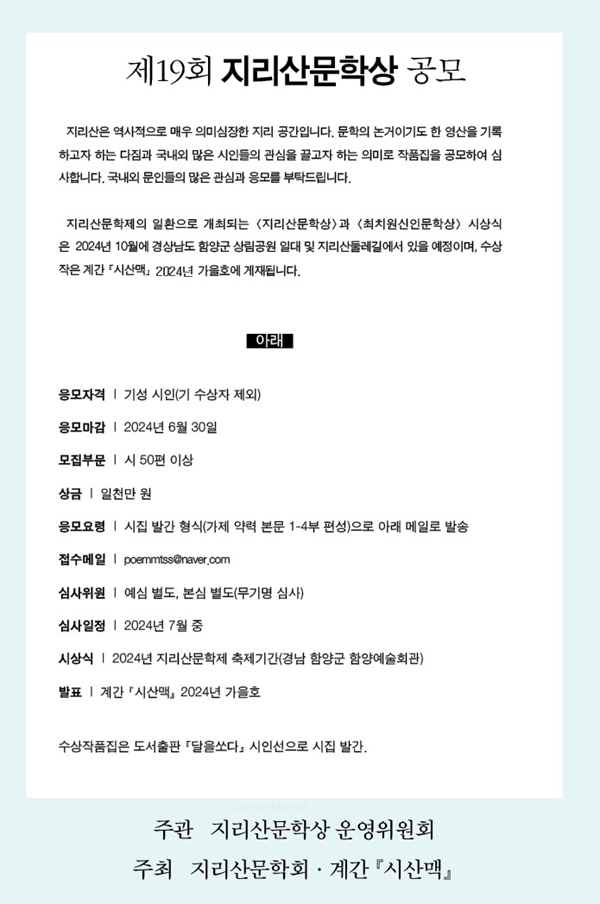 제19회 지리산문학상 공모
지리산은 역사적으로 매우 의미심장한 지리 공간입니다. 문학의 논거이기도 한 영산을 기록
하고자 하는 다짐과 국내외 많은 시인들의 관심을 끌고자 하는 의미로 작품집을 공모하여 심
사합니다. 국내외 문인들의 많은 관심과 응모를 부탁드립니다.
지리산문학제의 일환으로 개최되는 〈지리산문학상〉과 〈최치원신인문학상〉 시상식
은 2024년 10월에 경상남도 함양군 상림공원 일대 및 지리산둘레길에서 있을 예정이며, 수상
작은 계간 『시산맥』 2024년 가을호에 게재됩니다.
아래
응모자격 | 기성 시인(기 수상자 제외)
응모마감 | 2024년 6월 30일
모집부문 | 시 50편 이상
상금 | 일천만 원
응모요령 | 시집 발간 형식(가제 약력 본문 1-4부 편성)으로 아래 메일로 발송
접수메일 | poemmtss@naver.com
심사위원 | 예심 별도, 본심 별도(무기명 심사)
심사일정 | 2024년 7월 중
시상식 | 2024년 지리산문학제 축제기간(경남 함양군 함양예술회관)
발표 | 계간 『시산맥』 2024년 가을호
수상작품집은 도서출판 『달을쏘다』 시인선으로 시집 발간.
주관 지리산문학상 운영위원회
주최 지리산문학회 · 계간 『시산맥』